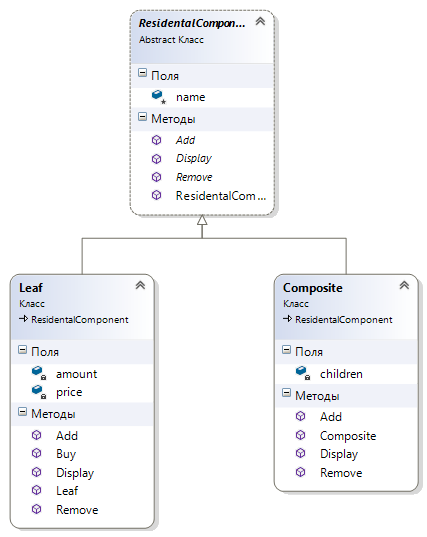 ResidentalCompon...
Abstract Класс
Поля
name
Методы
Add
Display
Remove
ResidentalCom ...
Leaf
Класс
ResidentalComponent
Поля
amount
price
Методы
Add
Buy
Display
Leaf
Remove
Composite
Класс
ResidentalComponent
Поля
children
Методы
Add
Composite
Display
Remove